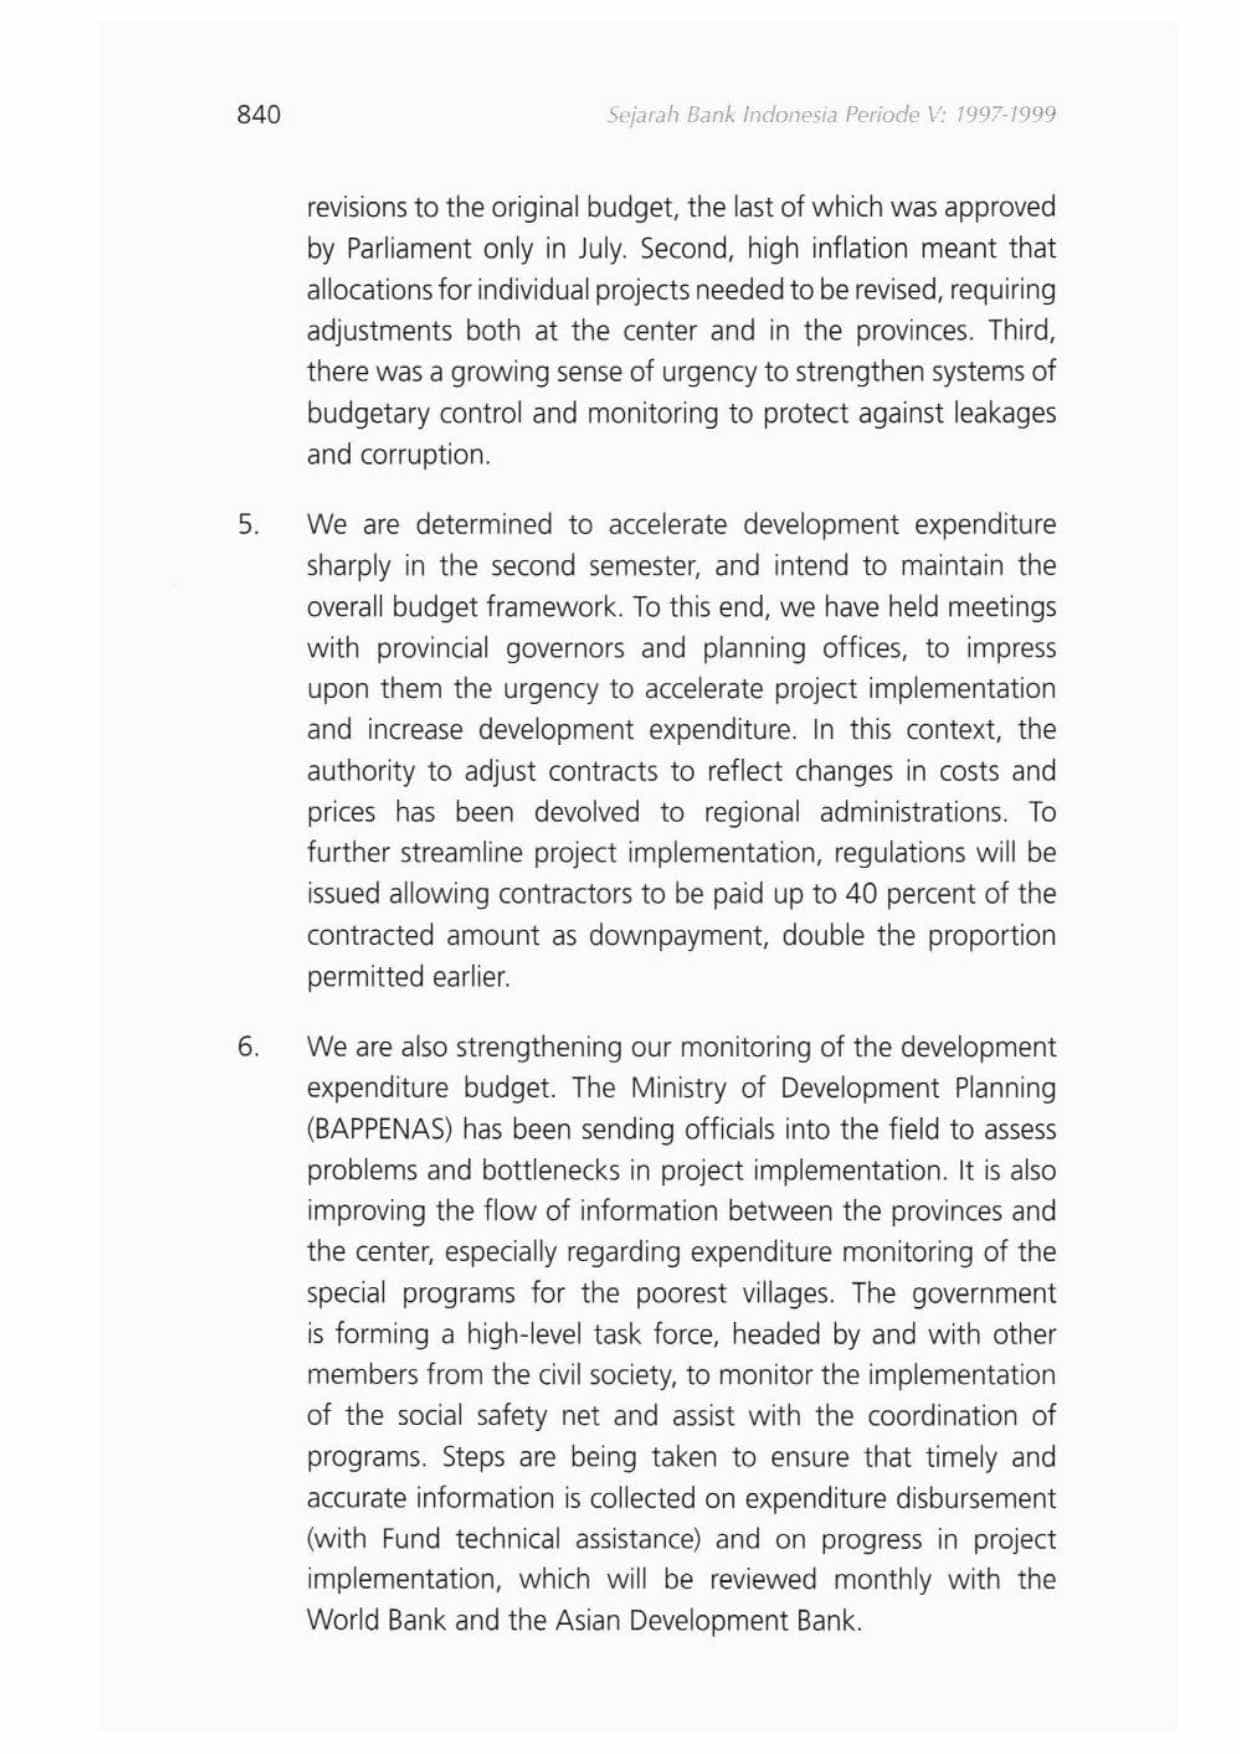 840
Sejarah Bank Indonesia Periode V: 1997-1999
revisions to the original budget, the last of which was approved
by Parliament only in July. Second, high inflation meant that
allocations for individual projects needed to be revised, requiring
adjustments both at the center and in the provinces. Third,
there was a growing sense of urgency to strengthen systems of
budgetary control and monitoring to protect against leakages
and corruption.
5. We are determined to accelerate development expenditure
sharply in the second semester, and intend to maintain the
overall budget framework. To this end, we have held meetings
with provincial governors and planning offices, to impress
upon them the urgency to accelerate project implementation
and increase development expenditure. In this context, the
authority to adjust contracts to reflect changes in costs and
prices has been devolved to regional administrations. To
further streamline project implementation, regulations will be
issued allowing contractors to be paid up to 40 percent of the
contracted amount as downpayment, double the proportion
permitted earlier.
6. We are also strengthening our monitoring of the development
expenditure budget. The Ministry of Development Planning
(BAPPENAS) has been sending officials into the field to assess
problems and bottlenecks in project implementation. It is also
improving the flow of information between the provinces and
the center, especially regarding expenditure monitoring of the
special programs for the poorest villages. The government
is forming a high-level task force, headed by and with other
members from the civil society, to monitor the implementation
of the social safety net and assist with the coordination of
programs. Steps are being taken to ensure that timely and
accurate information is collected on expenditure disbursement
(with Fund technical assistance) and on progress in project
implementation, which will be reviewed monthly with the
World Bank and the Asian Development Bank.